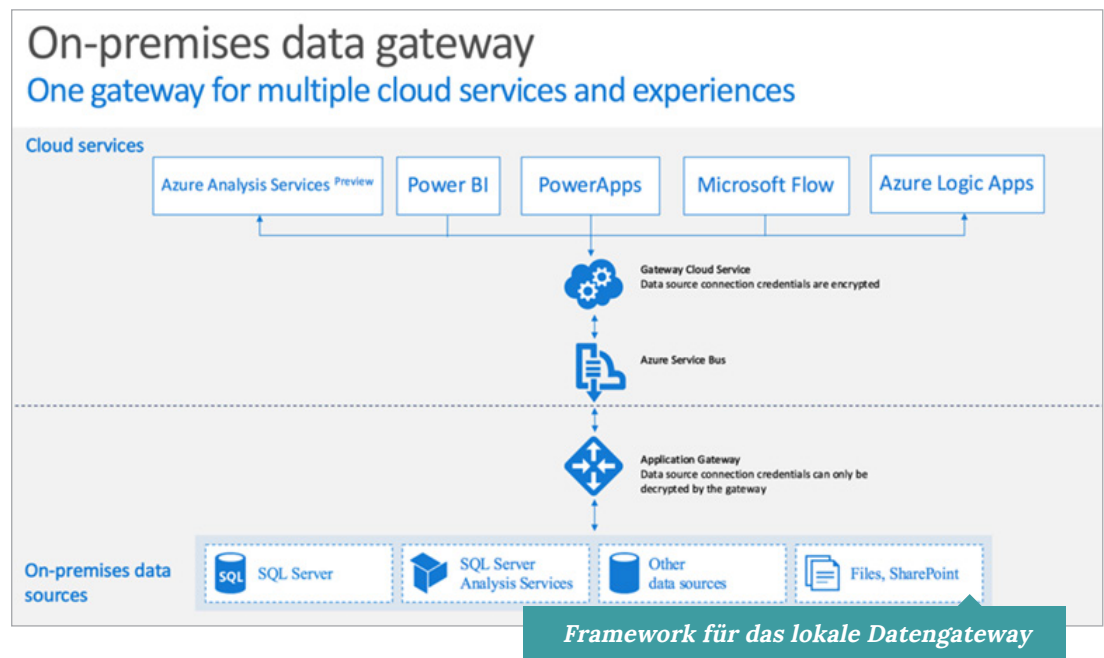 On-premises data gateway
One gateway for multiple cloud services and experiences
Cloud services
Azure Analysis Services Preview
Power BI
PowerApps
Microsoft Flow
Azure Logic Apps
Gateway Cloud Service
Data source connection credentials are encrypted
Azure Service Bus
Application Gateway
Data source connection credentials can only be
decrypted by the gateway
On-premises data
sources
SQL
SQL Server
SQL Server
Analysis Services
Other
data sources
Files, SharePoint
Framework für das lokale Datengateway